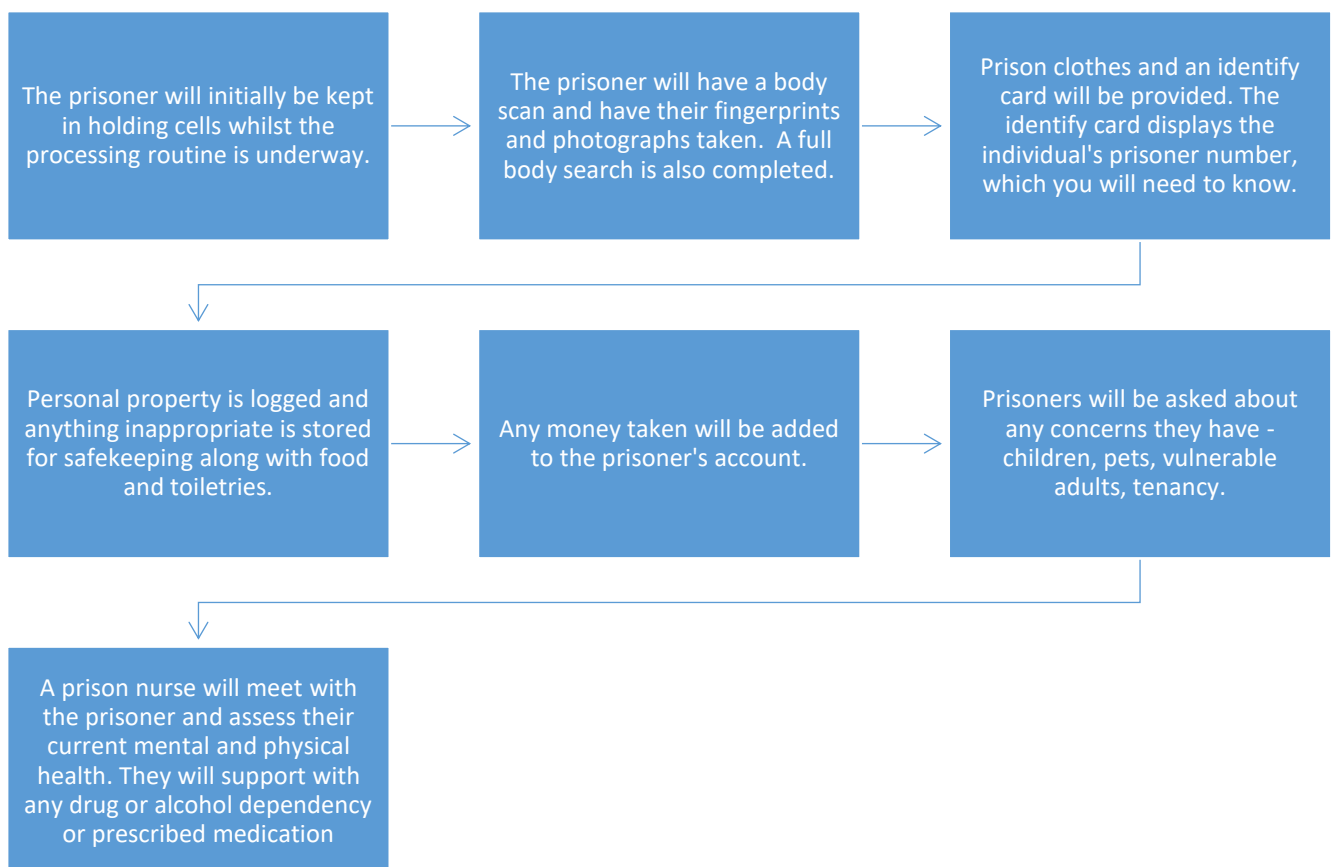 The prisoner will initially be kept
in holding cells whilst the
processing routine is underway.
The prisoner will have a body
scan and have their fingerprints
and photographs taken.  A full
body search is also completed.
Prison clothes and an identify
card will be provided. The
identify card displays the
individual's prisoner number,
which you will need to know.
Personal property is logged and
anything inappropriate is stored
for safekeeping along with food
and toiletries.
Any money taken will be added
to the prisoner's account.
Prisoners will be asked about
any concerns they have -
children, pets, vulnerable
adults, tenancy.
A prison nurse will meet with
the prisoner and assess their
current mental and physical
health. They will support with
any drug or alcohol dependency
or prescribed medication